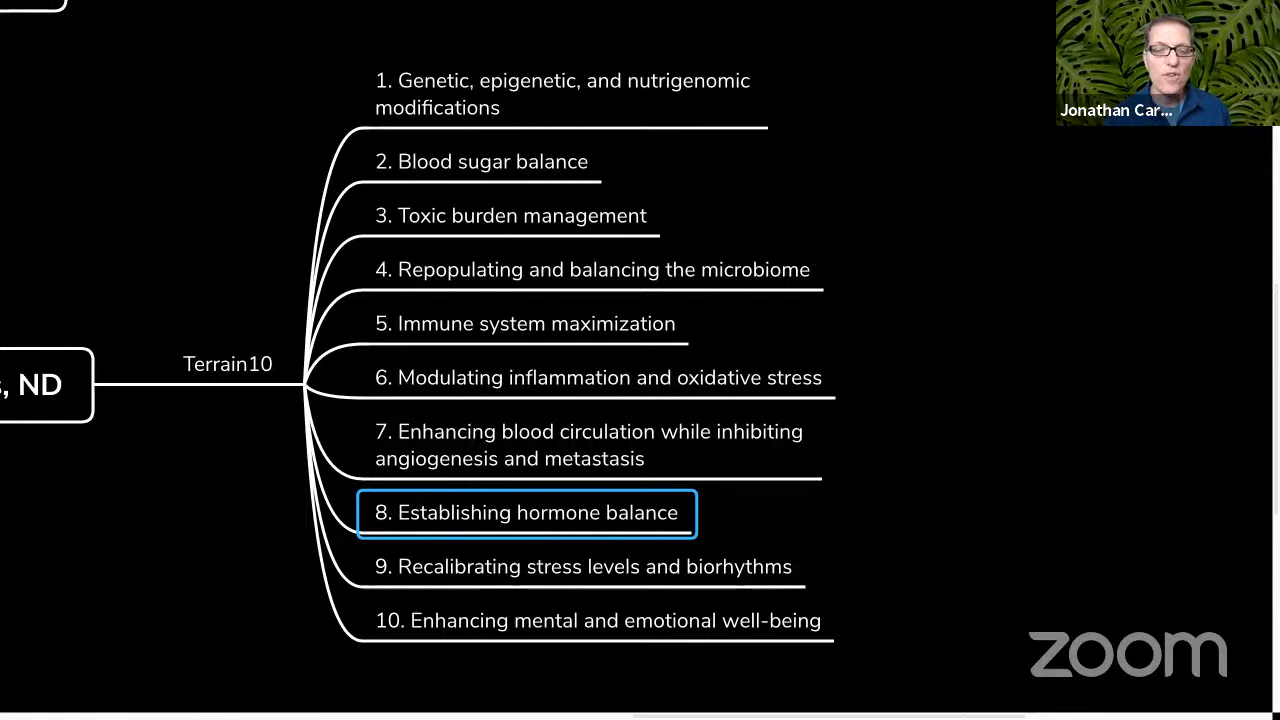 1. Genetic, epigenetic, and nutrigenomic
modifications
2. Blood sugar balance
3. Toxic burden management
4. Repopulating and balancing the microbiome
5. Immune system maximization
Terrain10
6. Modulating inflammation and oxidative stress
s, ND
7. Enhancing blood circulation while inhibiting
angiogenesis and metastasis
8. Establishing hormone balance
9. Recalibrating stress levels and biorhythms
10. Enhancing mental and emotional well-being
Jonathan Car...
zoom